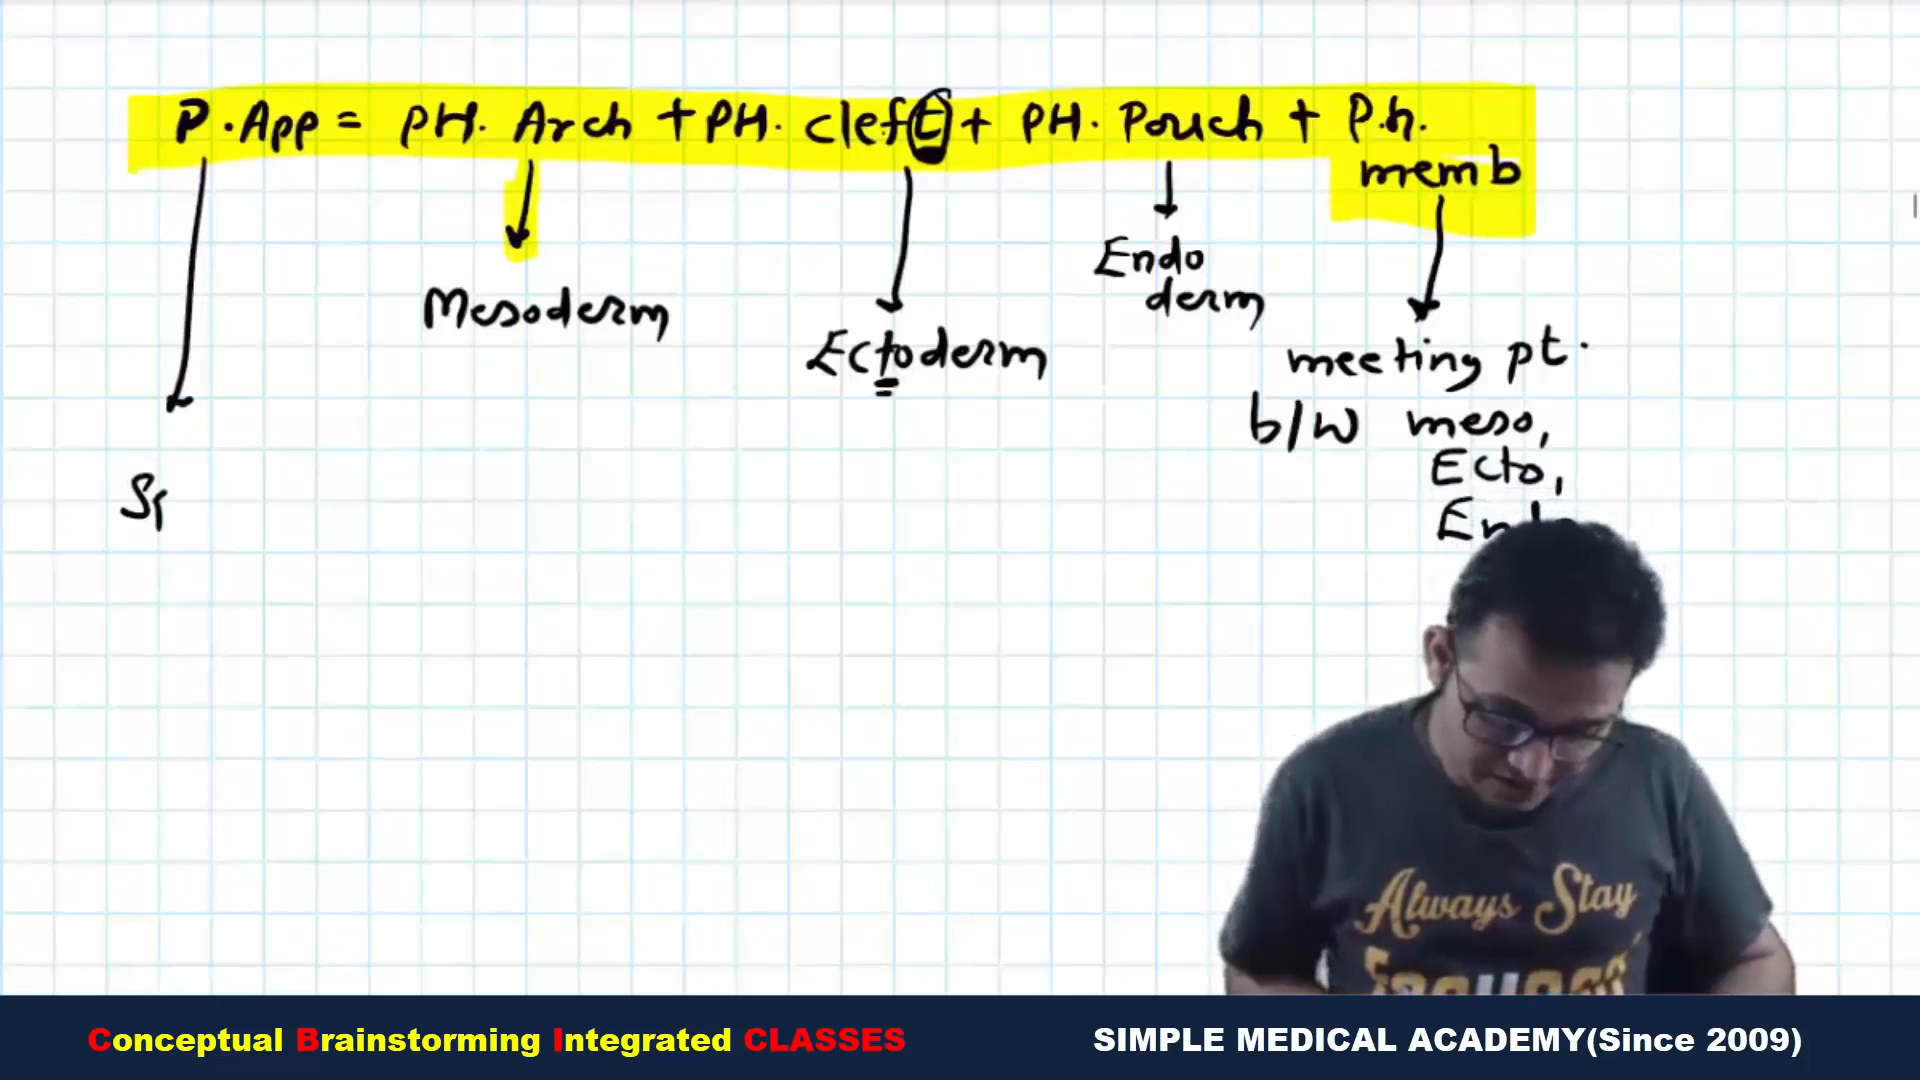 P.App = PH. Arch + PH. cleft + PH. Pouch + P.h.
memb
Mesoderm
Ectoderm
Endo
derm
meeting pt.
b/w meso,
Ecto,
Always Stay
Conceptual Brainstorming Integrated CLASSES
SIMPLE MEDICAL ACADEMY(Since 2009)